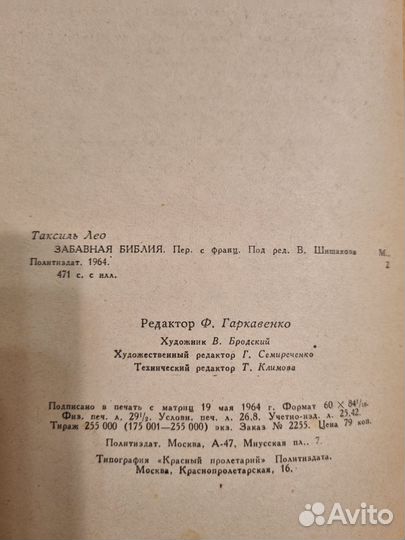 Таксиль Лео
ЗАБАВНАЯ БИБЛИЯ. Пер. с франц. Под ред. В. Шишакова М.,
Политиздат. 1964. 2
471 с. с илл.
Редактор Ф. Гаркавенко
Художник В. Бродский
Художественный редактор Г. Семиреченко
Технический редактор Т. Климова
Подписано в печать с матриц 19 мая 1964 г. Формат 60 × 84¹/₁₆.
Физ. печ. л. 29¹/₂. Условн. печ. л. 26.8. Учетно-изд. л. 25,42.
Тираж 255 000 (175 001—255 000) экз. Заказ № 2255. Цена 79 коп.
Политиздат. Москва, А-47, Миусская пл., 7.
Типография «Красный пролетарий» Политиздата.
Москва, Краснопролетарская, 16.
Avito